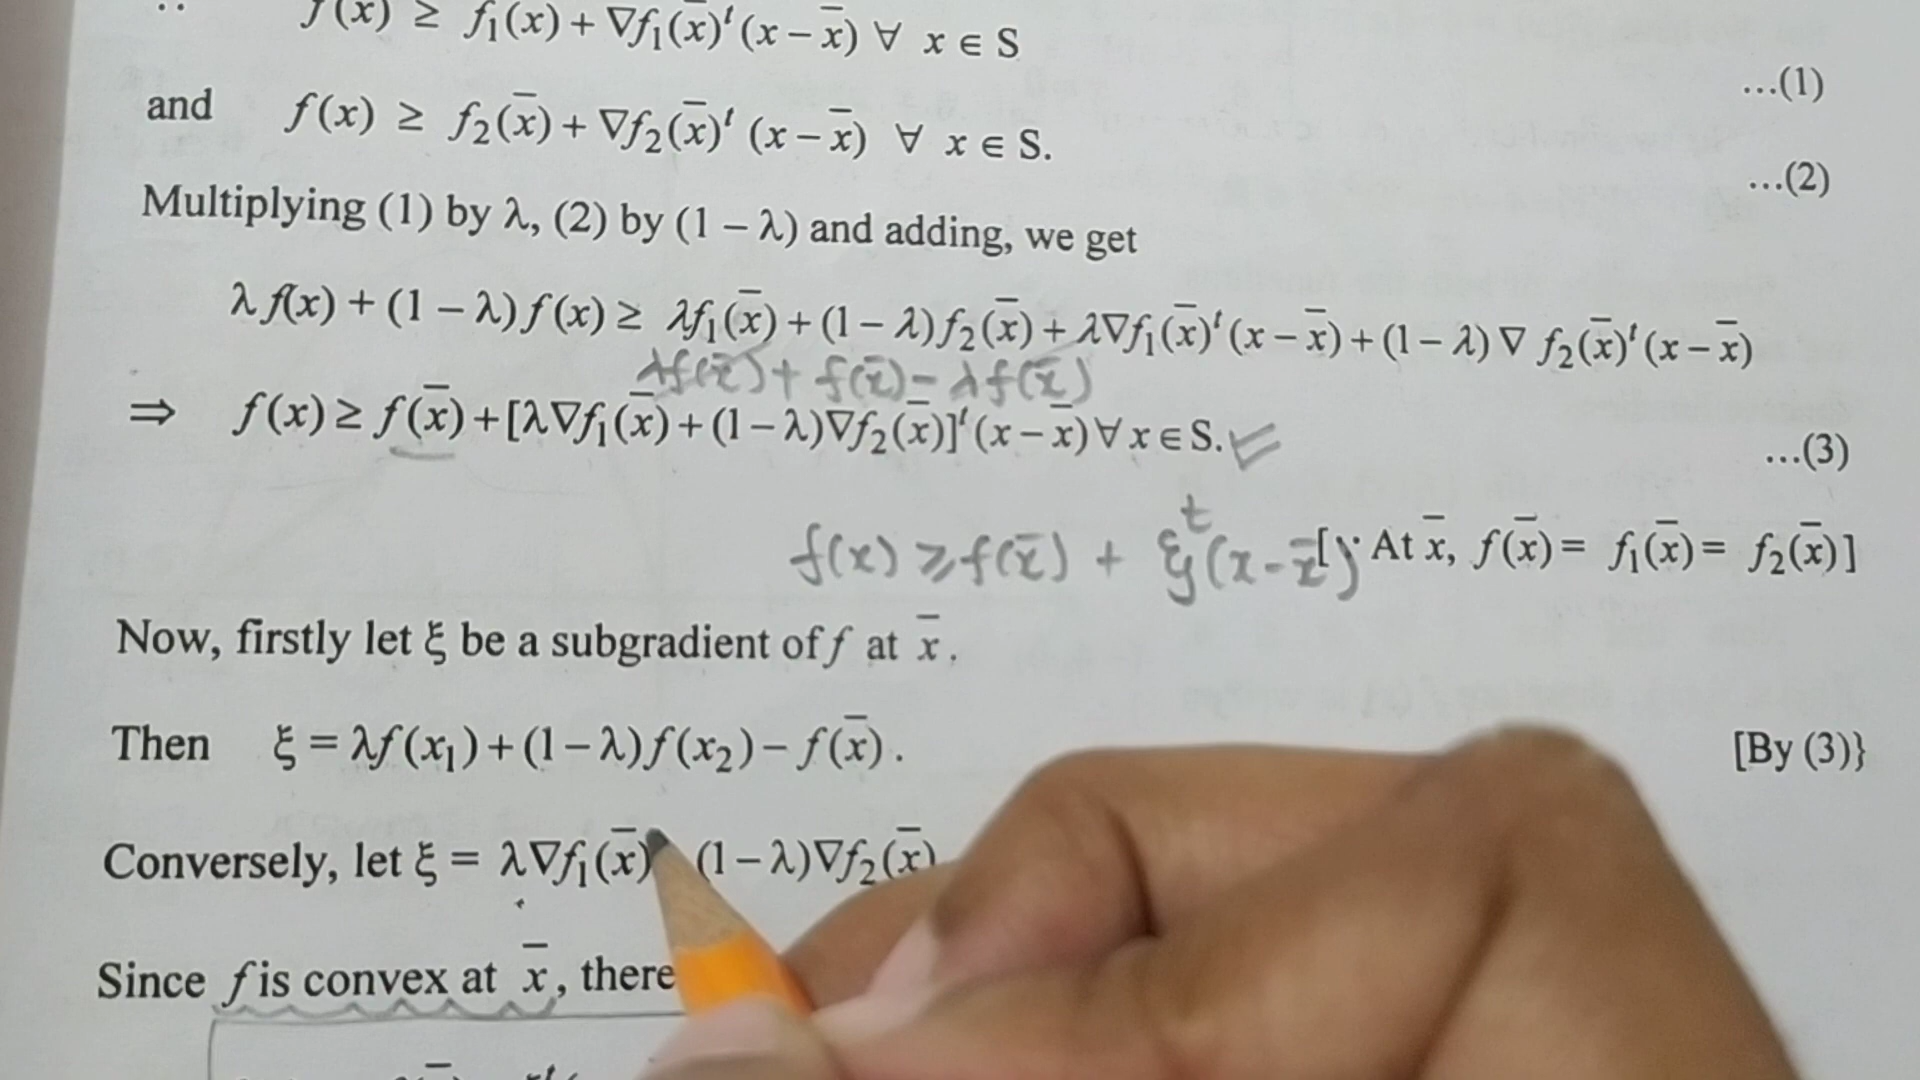 ∴ f(x) ≥ f₁(x̄) + ∇f₁(x̄)ᵗ (x – x̄) ∀ x ∈ S
...(1)
and f(x) ≥ f₂(x̄) + ∇f₂(x̄)ᵗ (x – x̄) ∀ x ∈ S.
...(2)
Multiplying (1) by λ, (2) by (1 – λ) and adding, we get
λ f(x) + (1 – λ) f(x) ≥ λf₁(x̄) + (1 – λ) f₂(x̄) + λ∇f₁(x̄)ᵗ (x – x̄) + (1 – λ) ∇ f₂(x̄)ᵗ (x – x̄)
λf(x̄) + f(x̄) – λf(x̄)
⇒ f(x) ≥ f(x̄) + [λ∇f₁(x̄) + (1 – λ)∇f₂(x̄)]ᵗ (x – x̄) ∀ x ∈ S.
...(3)
f(x) ≥ f(x̄) + ξᵗ(x – x̄)
[∵ At x̄, f(x̄) = f₁(x̄) = f₂(x̄)]
Now, firstly let ξ be a subgradient of f at x̄.
Then ξ = λf(x₁) + (1 – λ)f(x₂) – f(x̄). [By (3)}
Conversely, let ξ = λ∇f₁(x̄) (1 – λ)∇f₂(x̄)
Since f is convex at x̄, there